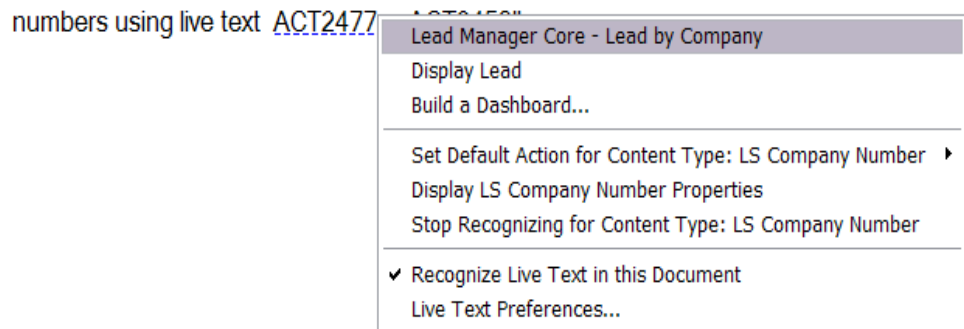 numbers using live text ACT2477
Lead Manager Core - Lead by Company
Display Lead
Build a Dashboard...
Set Default Action for Content Type: LS Company Number
Display LS Company Number Properties
Stop Recognizing for Content Type: LS Company Number
Recognize Live Text in this Document
Live Text Preferences...